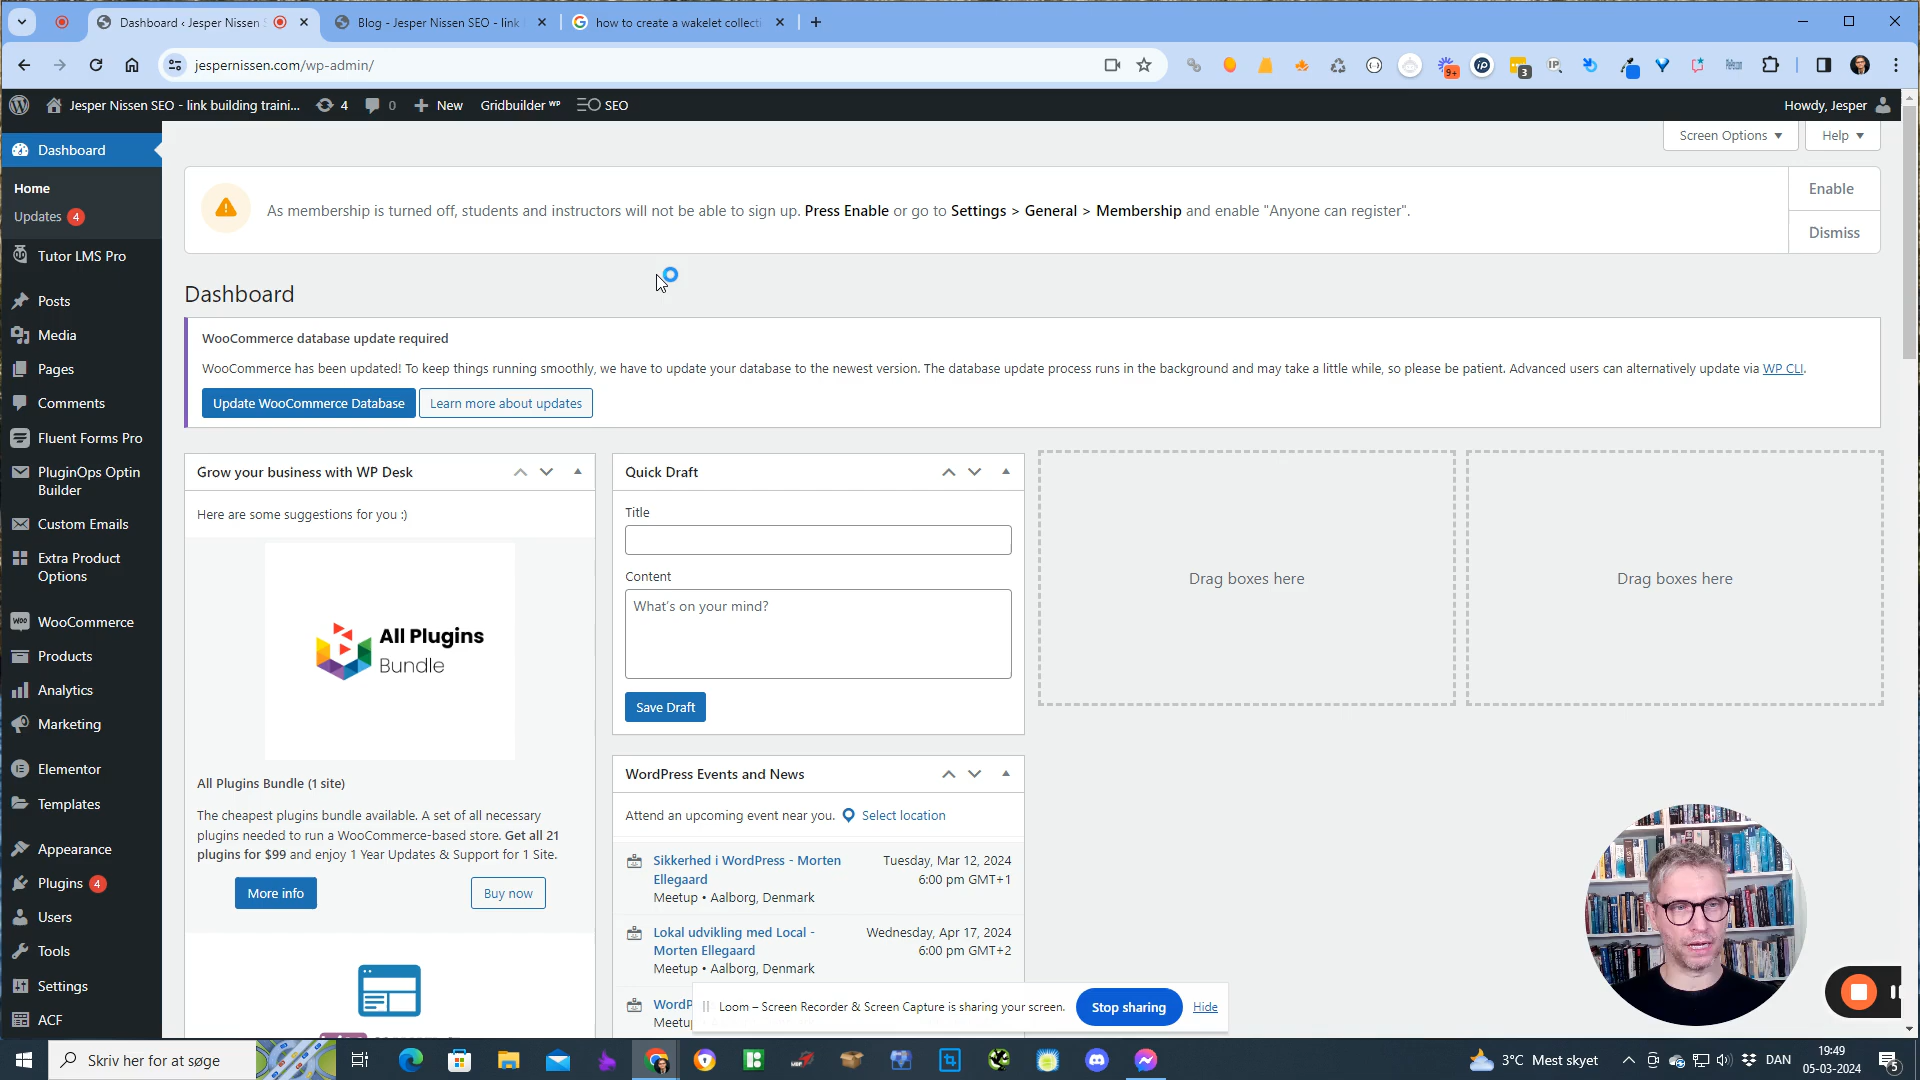 Dashboard ‹ Jesper Nissen
Blog - Jesper Nissen SEO - link
how to create a wakelet collecti
jespernissen.com/wp-admin/
9+
3
Jesper Nissen SEO - link building traini...
4
0
New
Gridbuilder WP
SEO
Howdy, Jesper
Dashboard
Home
Updates 4
Tutor LMS Pro
Posts
Media
Pages
Comments
Fluent Forms Pro
PluginOps Optin
Builder
Custom Emails
Extra Product
Options
WooCommerce
Products
Analytics
Marketing
Elementor
Templates
Appearance
Plugins 4
Users
Tools
Settings
ACF
Screen Options
Help
As membership is turned off, students and instructors will not be able to sign up. Press Enable or go to Settings > General > Membership and enable "Anyone can register".
Enable
Dismiss
Dashboard
WooCommerce database update required
WooCommerce has been updated! To keep things running smoothly, we have to update your database to the newest version. The database update process runs in the background and may take a little while, so please be patient. Advanced users can alternatively update via WP CLI.
Update WooCommerce Database
Learn more about updates
Grow your business with WP Desk
Here are some suggestions for you :)
All Plugins
Bundle
All Plugins Bundle (1 site)
The cheapest plugins bundle available. A set of all necessary
plugins needed to run a WooCommerce-based store. Get all 21
plugins for $99 and enjoy 1 Year Updates & Support for 1 Site.
More info
Buy now
Quick Draft
Title
Content
What's on your mind?
Save Draft
WordPress Events and News
Attend an upcoming event near you.
Select location
Sikkerhed i WordPress - Morten
Ellegaard
Meetup • Aalborg, Denmark
Tuesday, Mar 12, 2024
6:00 pm GMT+1
Lokal udvikling med Local -
Morten Ellegaard
Meetup • Aalborg, Denmark
Wednesday, Apr 17, 2024
6:00 pm GMT+2
Drag boxes here
Drag boxes here
Loom – Screen Recorder & Screen Capture is sharing your screen.
Stop sharing
Hide
Skriv her for at søge
3°C Mest skyet
DAN
19:49
05-03-2024
5